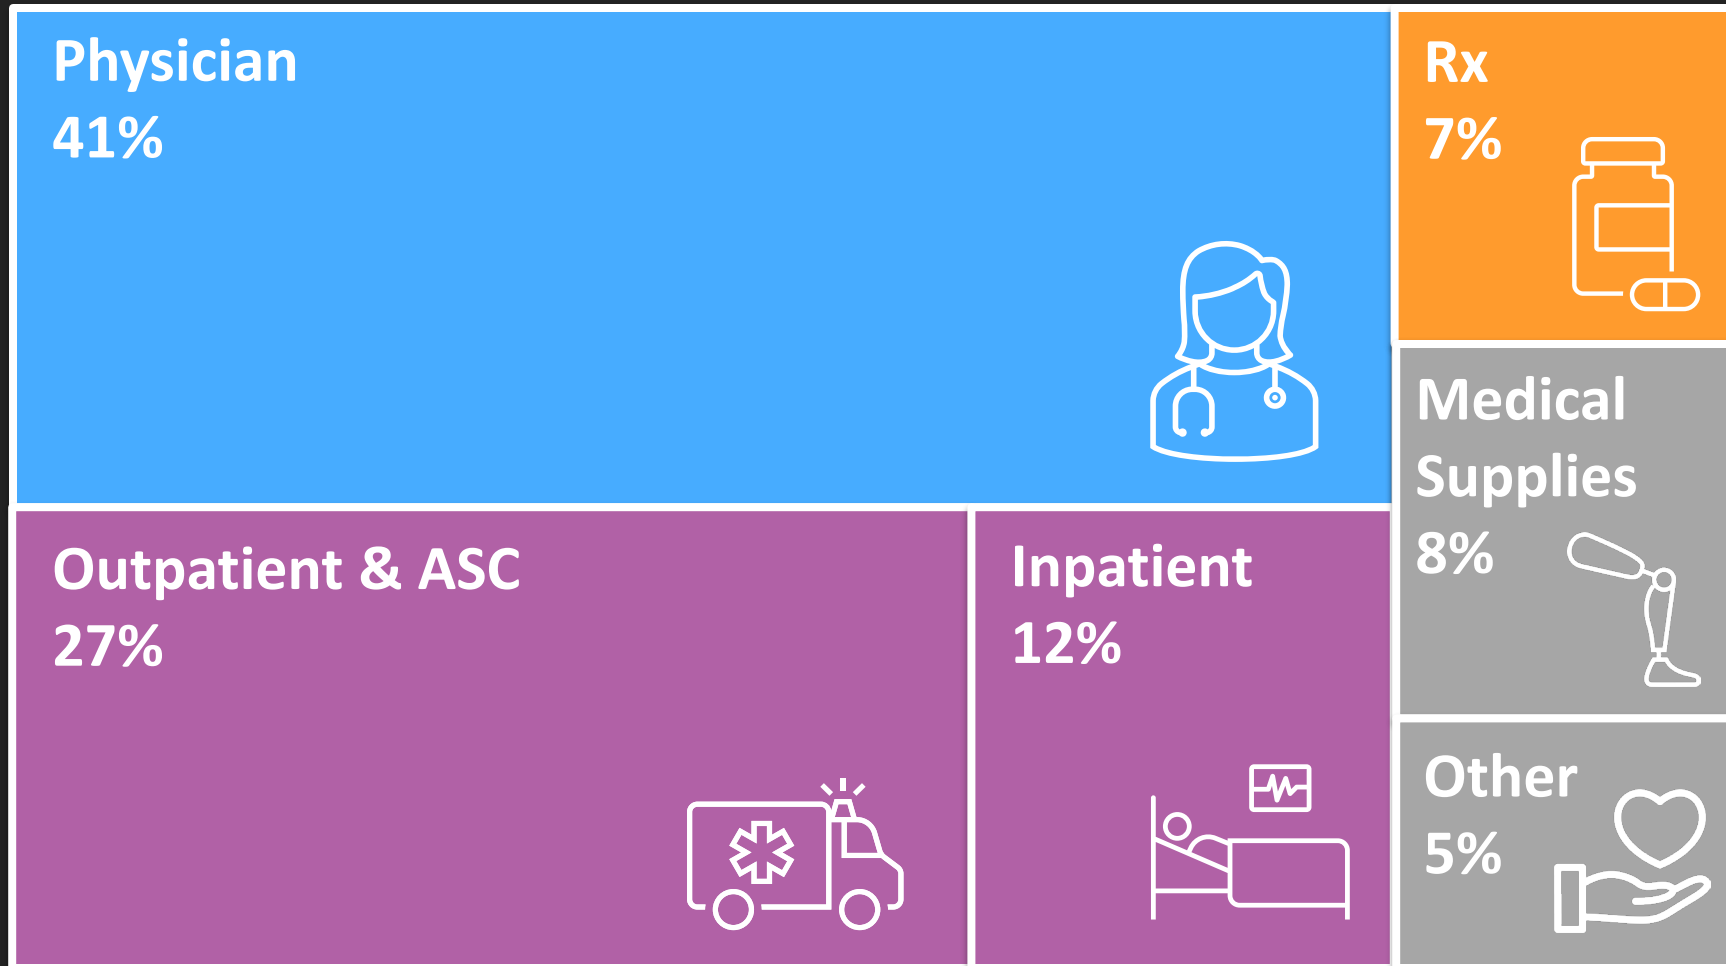 Physician
41%
Rx
7%
Medical
Supplies
8%
Outpatient & ASC
27%
Inpatient
12%
Other
5%